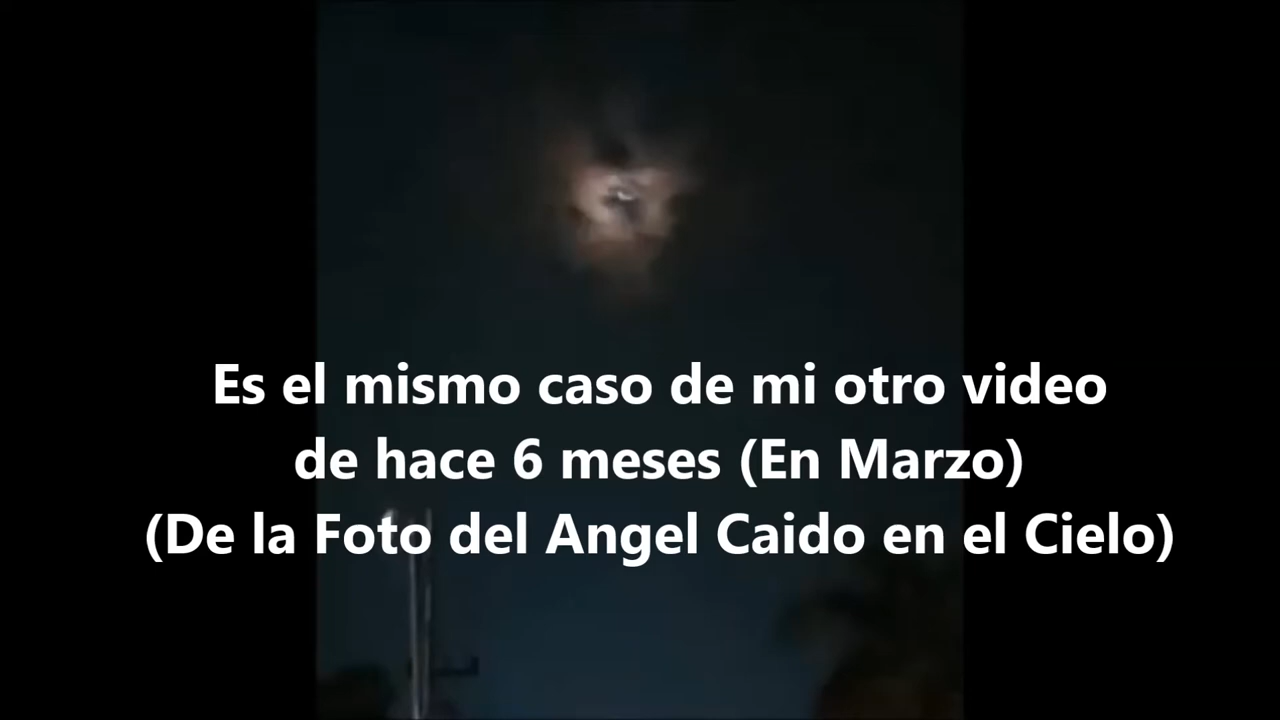 Es el mismo caso de mi otro video
de hace 6 meses (En Marzo)
(De la Foto del Angel Caido en el Cielo)